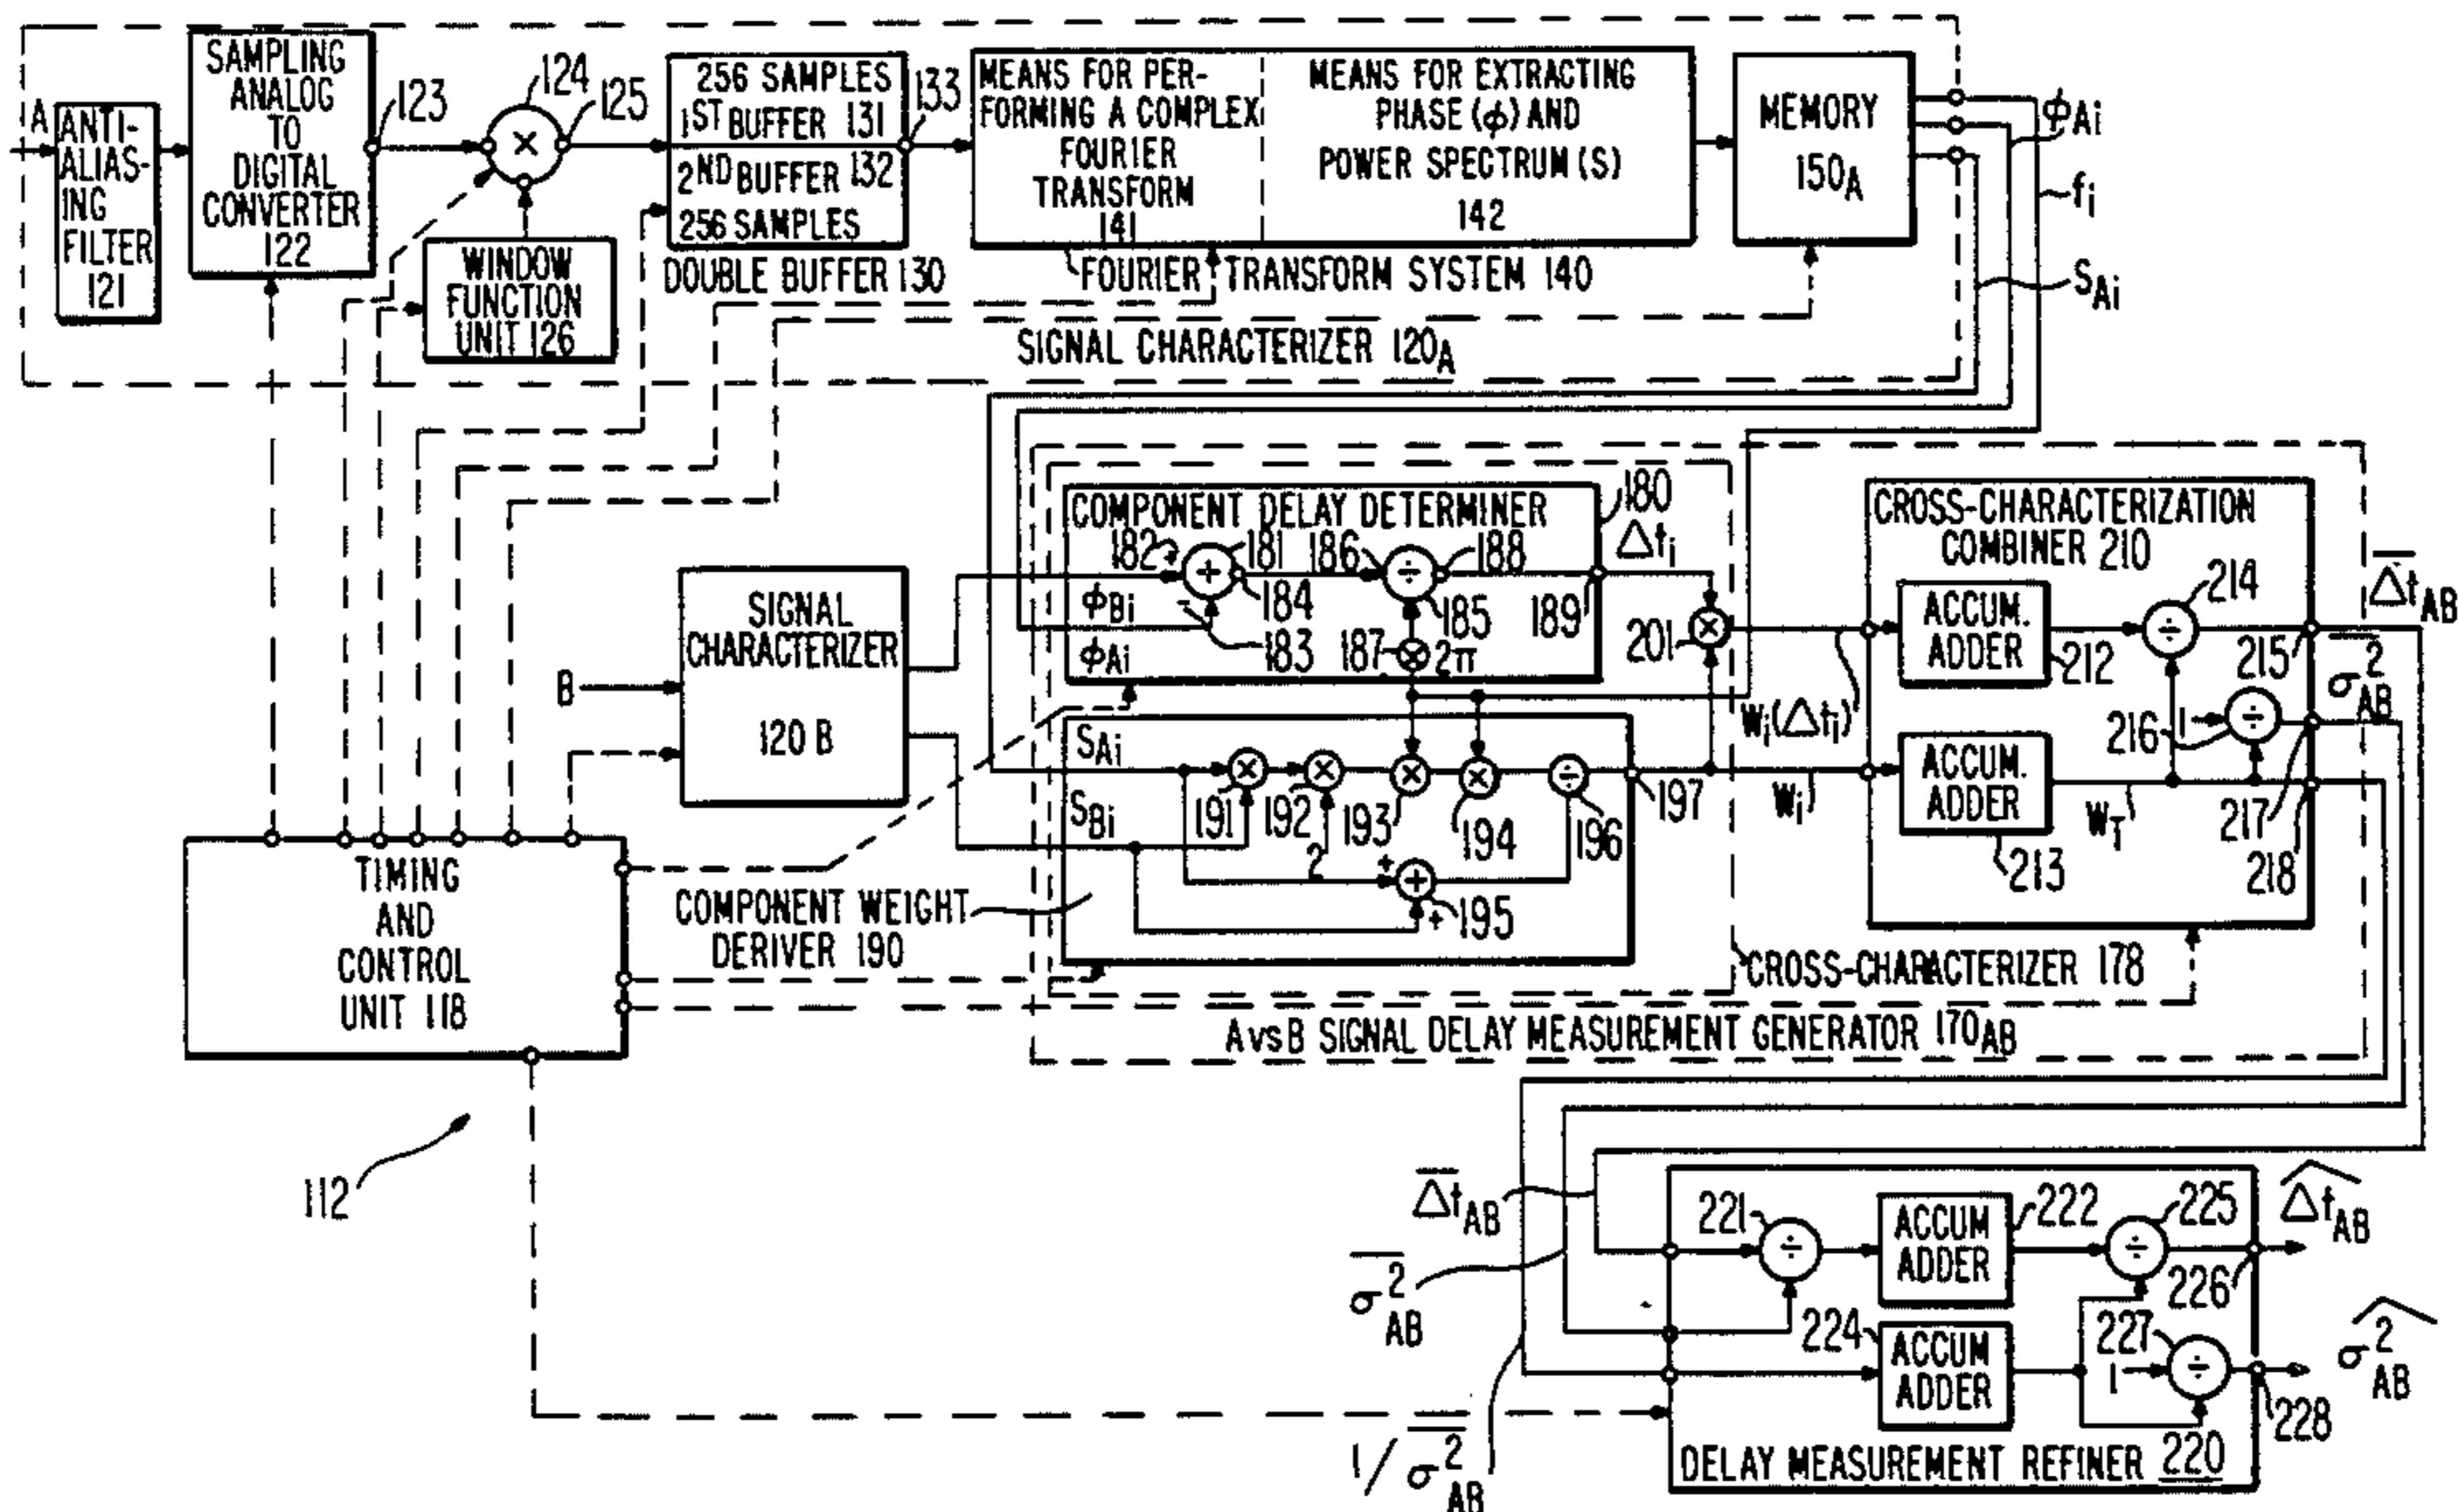 A
ANTI-
ALIAS-
ING
FILTER
121
SAMPLING
ANALOG
TO
DIGITAL
CONVERTER
122
123
124
×
125
WINDOW
FUNCTION
UNIT 126
256 SAMPLES
1ST BUFFER 131
2ND BUFFER 132
256 SAMPLES
DOUBLE BUFFER 130
133
MEANS FOR PER-
FORMING A COMPLEX
FOURIER
TRANSFORM
141
MEANS FOR EXTRACTING
PHASE (ϕ) AND
POWER SPECTRUM (S)
142
FOURIER TRANSFORM SYSTEM 140
MEMORY
150A
ϕAi
fi
SAi
SIGNAL CHARACTERIZER 120A
COMPONENT DELAY DETERMINER
180
182 +
181
+
184
186
÷
188
Δti
ϕBi
-
183
ϕAi
185
187
×
2π
189
201
×
Wi(Δti)
CROSS-CHARACTERIZATION
COMBINER 210
ACCUM.
ADDER
212
÷
214
215
Δt̄AB
σ̄²AB
216
1
÷
ACCUM.
ADDER
213
WT
217
218
B
SIGNAL
CHARACTERIZER
120 B
SAi
SBi
×
191
×
192
2
×
193
×
194
÷
196
197
Wi
+
+
+
195
COMPONENT WEIGHT
DERIVER 190
CROSS-CHARACTERIZER 178
A vs B SIGNAL DELAY MEASUREMENT GENERATOR 170AB
TIMING
AND
CONTROL
UNIT 118
112
Δt̄AB
σ̄²AB
1/σ̄²AB
221
÷
ACCUM
ADDER
222
÷
225
226
Δ̂tAB
224
ACCUM
ADDER
227
1
÷
228
σ̂²AB
DELAY MEASUREMENT REFINER 220